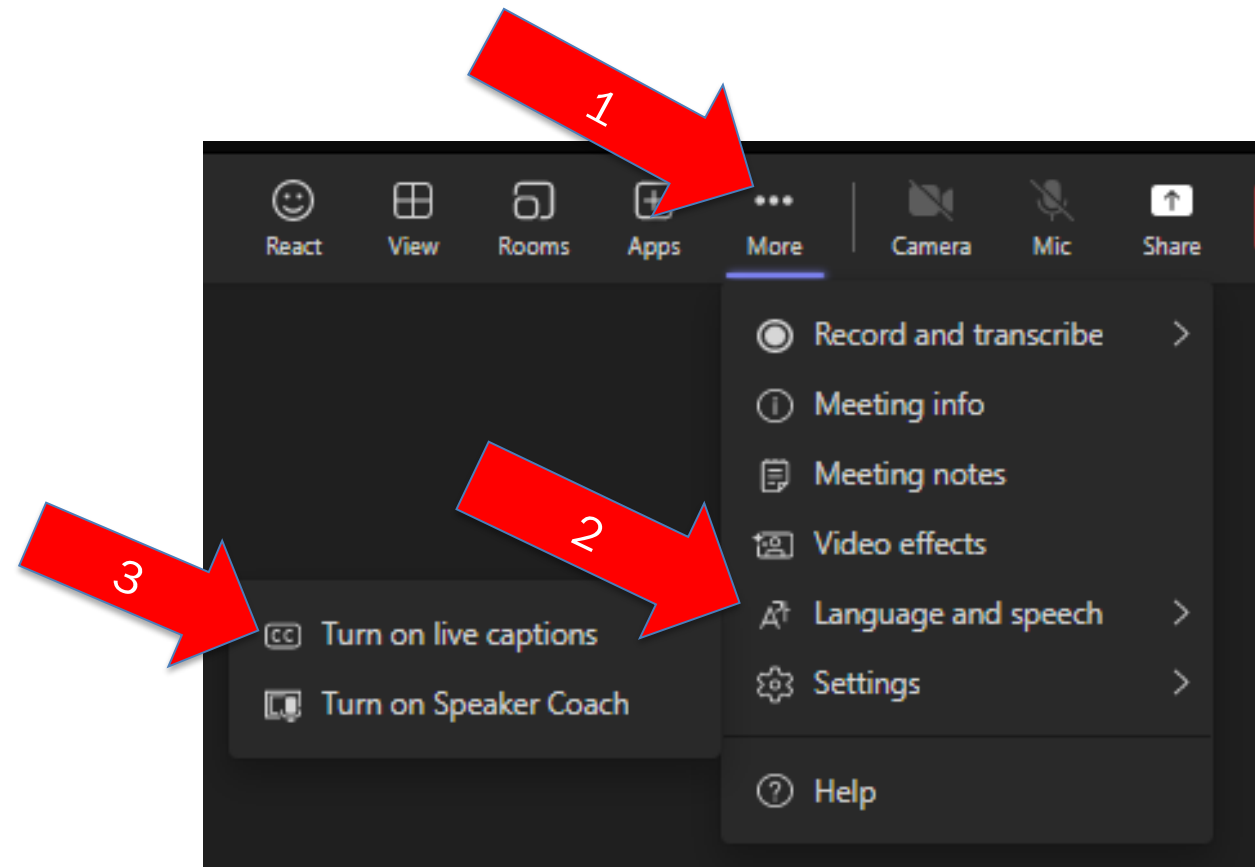 1
React View Rooms Apps More Camera Mic Share
Record and transcribe
Meeting info
Meeting notes
2
Video effects
3
Language and speech
CC Turn on live captions
Settings
Turn on Speaker Coach
Help